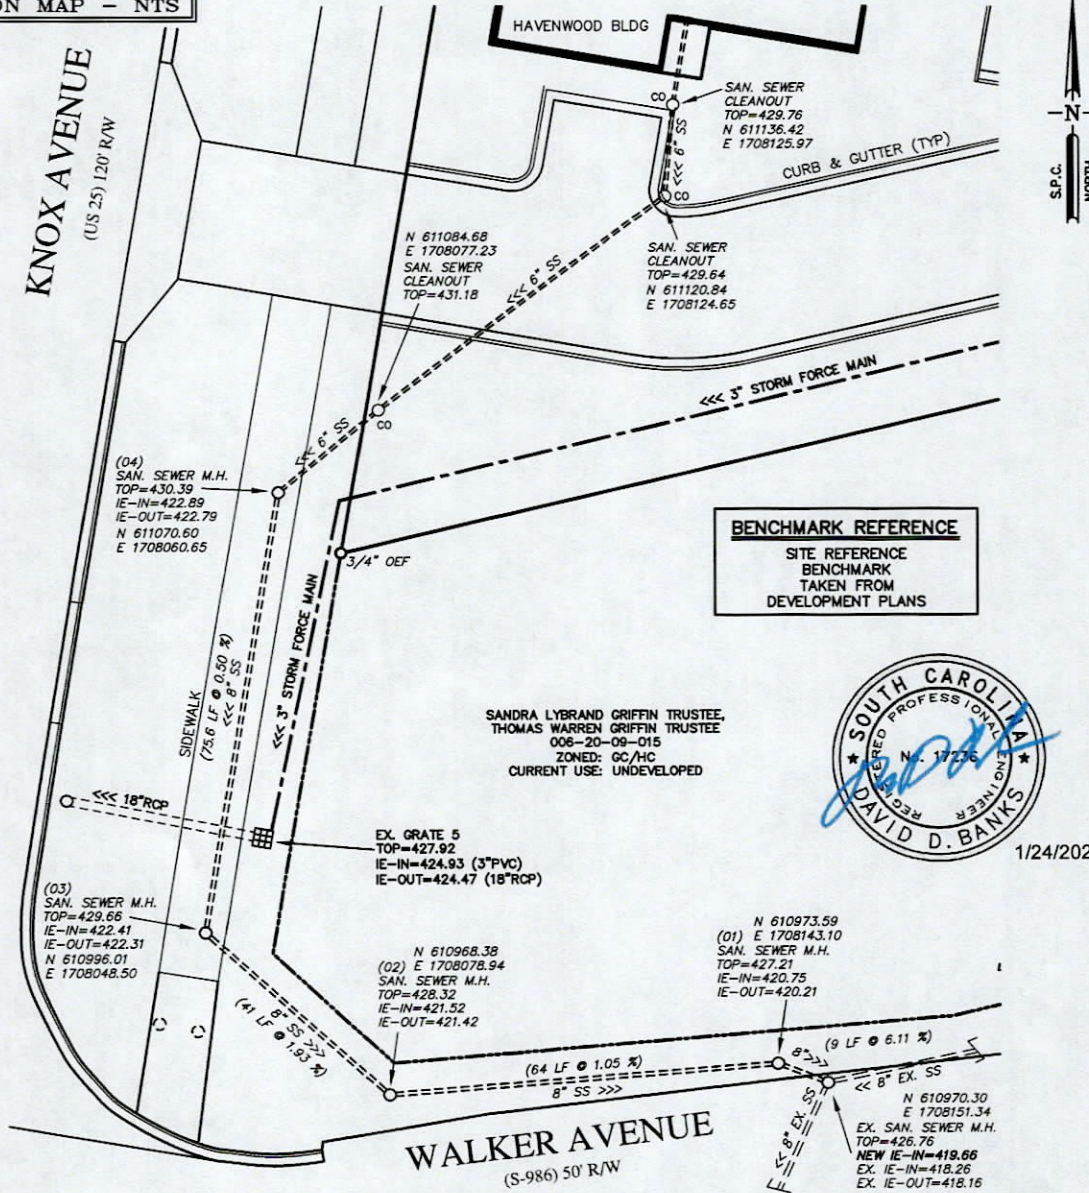 ON MAP – NTS
KNOX AVENUE
(US 25) 120' R/W
HAVENWOOD BLDG
CO
SAN. SEWER
CLEANOUT
TOP=429.76
N 611136.42
E 1708125.97
<<< 6" SS
CURB & GUTTER (TYP)
CO
-N-
S.P.C.
NORTH
N 611084.68
E 1708077.23
SAN. SEWER
CLEANOUT
TOP=431.18
<<< 6" SS
SAN. SEWER
CLEANOUT
TOP=429.64
N 611120.84
E 1708124.65
<<< 3" STORM FORCE MAIN
CO
<<< 6" SS
(04)
SAN. SEWER M.H.
TOP=430.39
IE-IN=422.89
IE-OUT=422.79
N 611070.60
E 1708060.65
3/4" OEF
BENCHMARK REFERENCE
SITE REFERENCE
BENCHMARK
TAKEN FROM
DEVELOPMENT PLANS
<<< 3" STORM FORCE MAIN
SIDEWALK
(75.6 LF @ 0.50 %)
<<< 8" SS
SANDRA LYBRAND GRIFFIN TRUSTEE,
THOMAS WARREN GRIFFIN TRUSTEE
006-20-09-015
ZONED: GC/HC
CURRENT USE: UNDEVELOPED
SOUTH CAROLINA
REGISTERED PROFESSIONAL ENGINEER
No. 17236
DAVID D. BANKS
1/24/202
<<< 18"RCP
EX. GRATE 5
TOP=427.92
IE-IN=424.93 (3"PVC)
IE-OUT=424.47 (18"RCP)
(03)
SAN. SEWER M.H.
TOP=429.66
IE-IN=422.41
IE-OUT=422.31
N 610996.01
E 1708048.50
N 610968.38
(02) E 1708078.94
SAN. SEWER M.H.
TOP=428.32
IE-IN=421.52
IE-OUT=421.42
N 610973.59
(01) E 1708143.10
SAN. SEWER M.H.
TOP=427.21
IE-IN=420.75
IE-OUT=420.21
8" SS >>>
(41 LF @ 1.93 %)
(64 LF @ 1.05 %)
8" SS >>>
8">>>
(9 LF @ 6.11 %)
<< 8" EX. SS
<< 8" EX. SS
N 610970.30
E 1708151.34
EX. SAN. SEWER M.H.
TOP=426.76
NEW IE-IN=419.66
EX. IE-IN=418.26
EX. IE-OUT=418.16
WALKER AVENUE
(S-986) 50' R/W